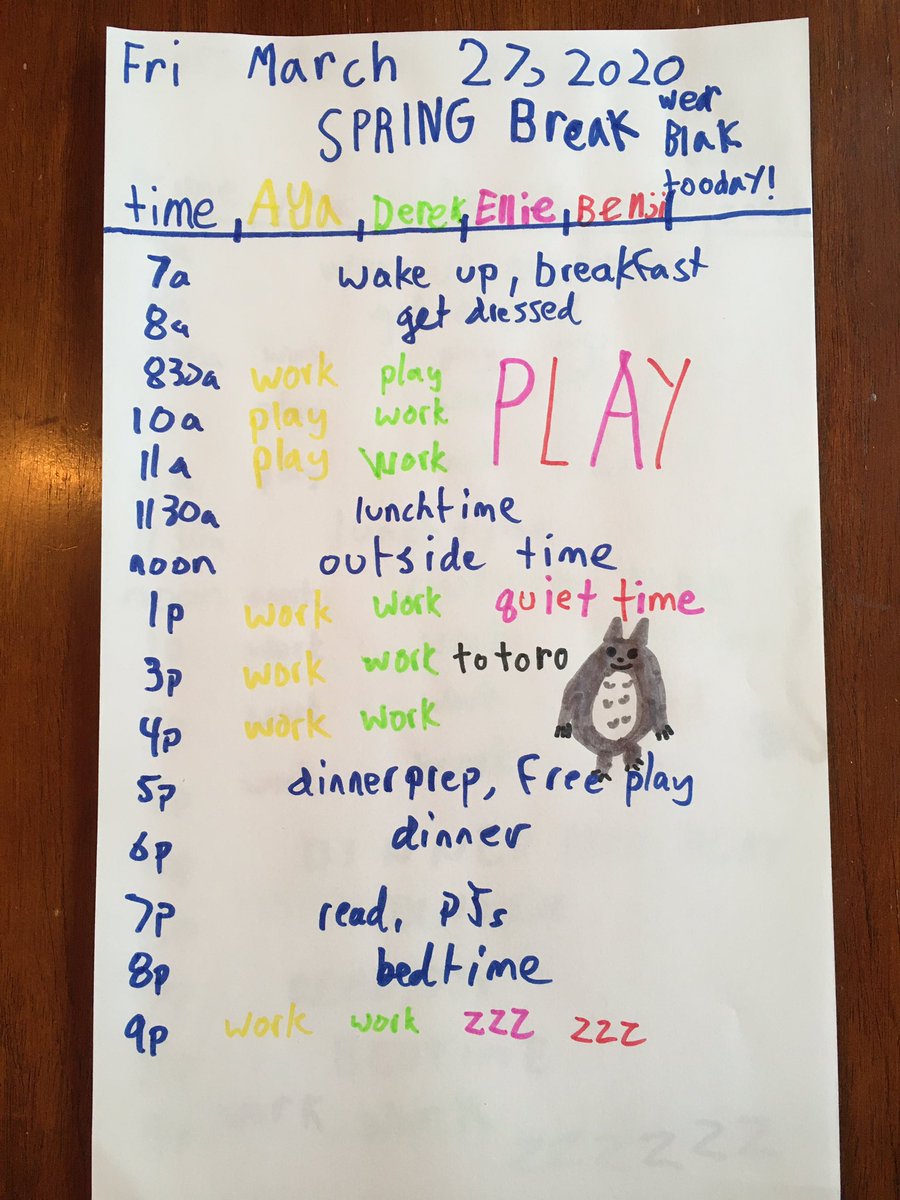 Fri March 27, 2020
SPRING Break
wear
Blak
tooday!
time, Aya, Derek, Ellie, Benji
7a wake up, breakfast
8a get dressed
830a work play PLAY
10a play work
11a play work
1130a lunchtime
noon outside time
1p work work quiet time
3p work work totoro
4p work work
5p dinnerprep, Free play
6p dinner
7p read, PJs
8p bedtime
9p work work zzz zzz